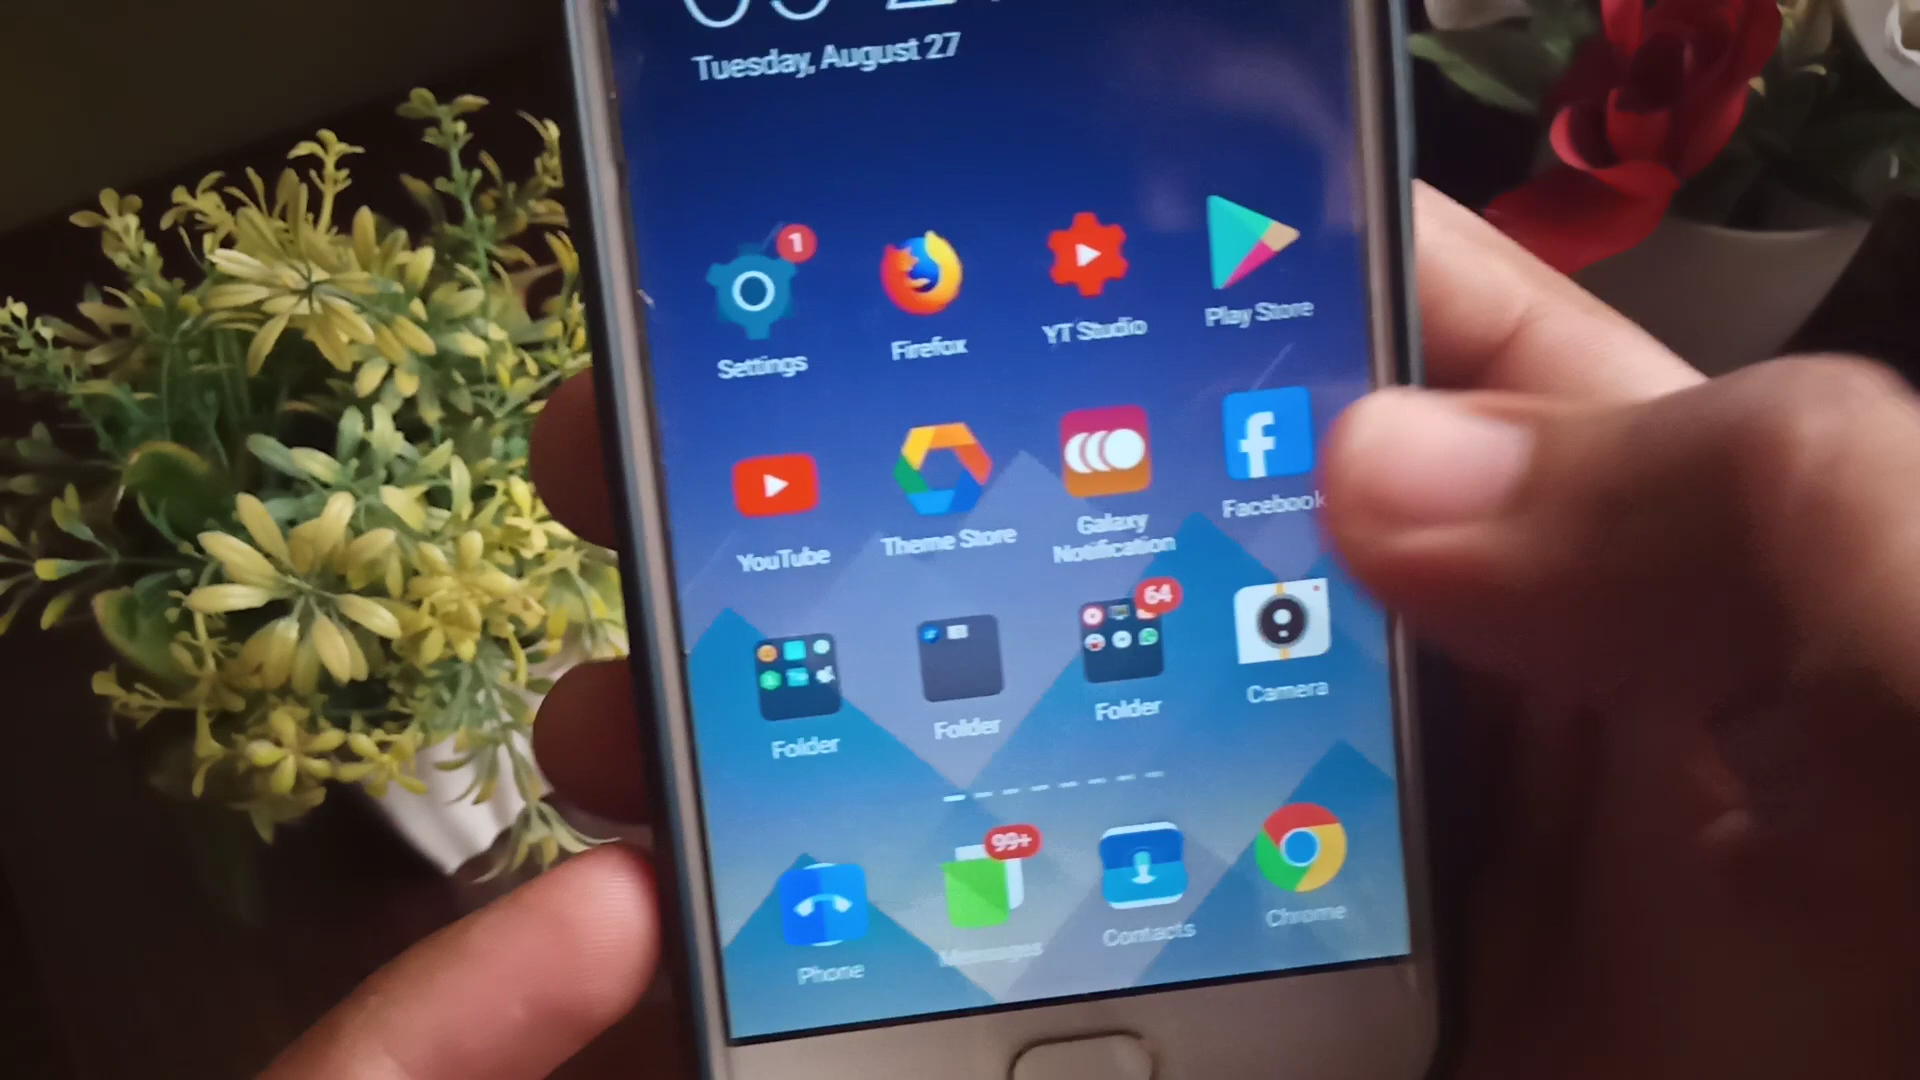 Tuesday, August 27
1
Settings
Firefox
YT Studio
Play Store
YouTube
Theme Store
Galaxy
Notification
Facebook
64
Folder
Folder
Folder
Camera
99+
Phone
Messages
Contacts
Chrome